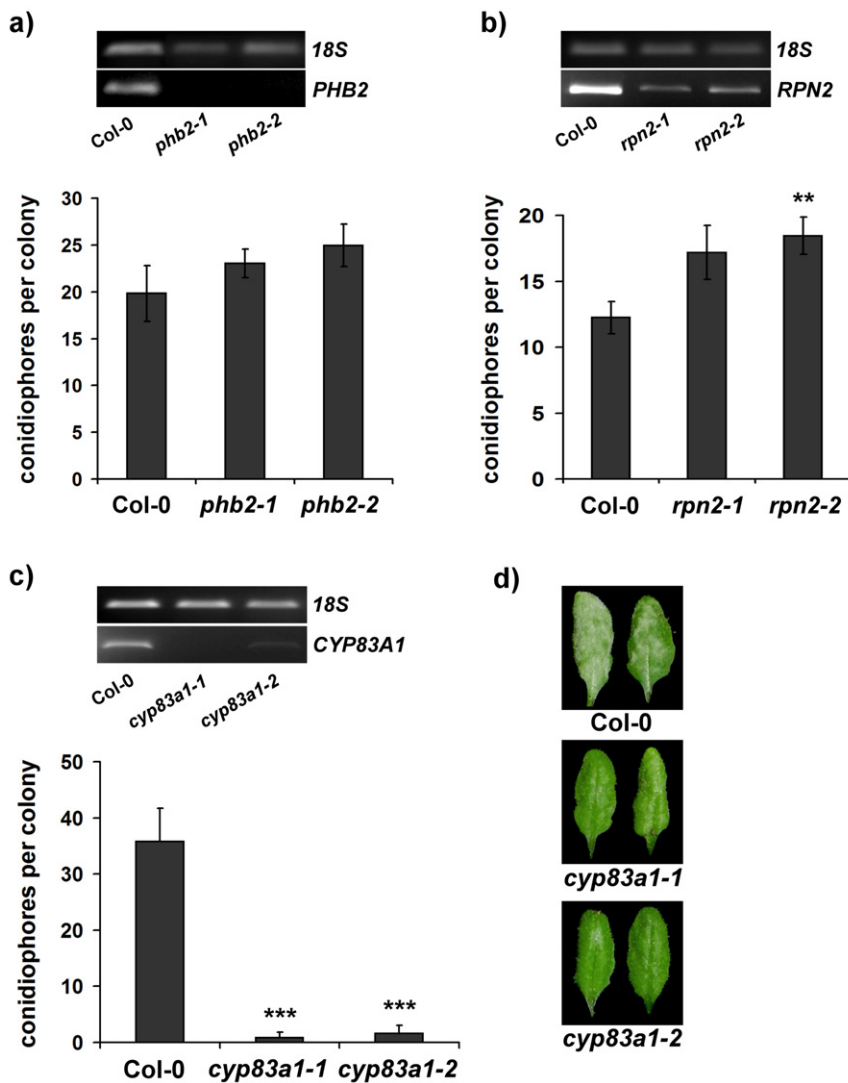 a)
18S
PHB2
Col-0 phb2-1 phb2-2
conidiophores per colony
30
25
20
15
10
5
0
Col-0 phb2-1 phb2-2
b)
18S
RPN2
Col-0 rpn2-1 rpn2-2
conidiophores per colony
20
15
10
5
0
**
Col-0 rpn2-1 rpn2-2
c)
18S
CYP83A1
Col-0 cyp83a1-1 cyp83a1-2
conidiophores per colony
50
40
30
20
10
0
*** ***
Col-0 cyp83a1-1 cyp83a1-2
d)
Col-0
cyp83a1-1
cyp83a1-2